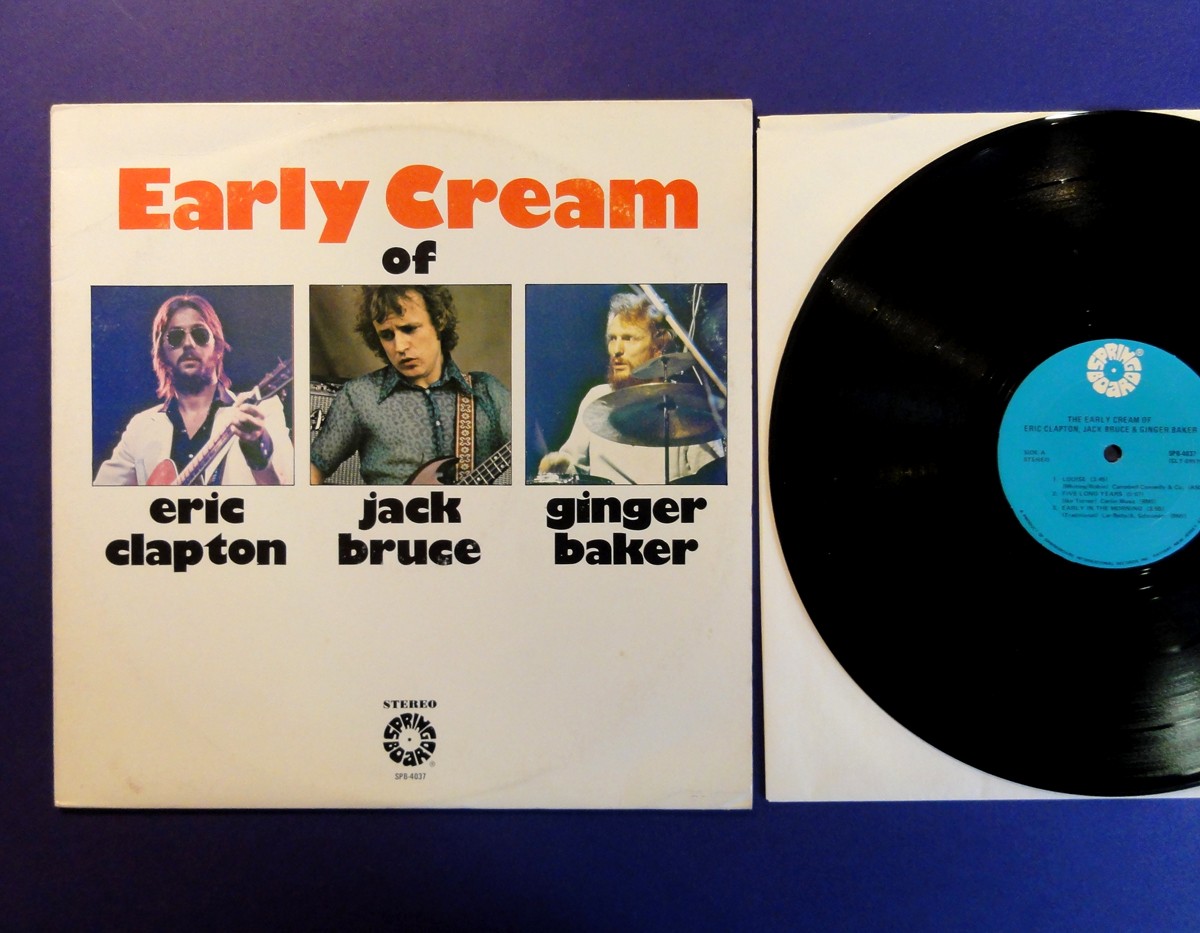 Early Cream
of
eric clapton
jack bruce
ginger baker
STEREO
SPRING BOARD
SPB-4037
SPRING BOARD
THE EARLY CREAM OF
ERIC CLAPTON, JACK BRUCE & GINGER BAKER
SIDE A
STEREO
SPB-4037
1. LOUISE
2. FIVE LONG YEARS
3. EARLY IN THE MORNING